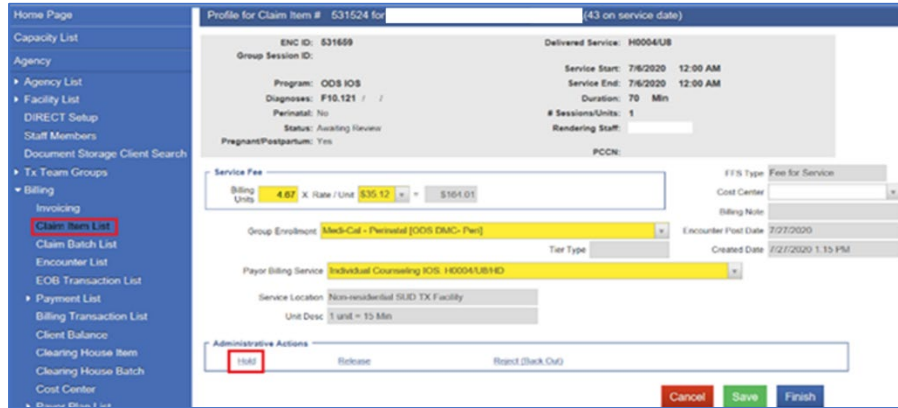 Home Page
Capacity List
Agency
Agency List
Facility List
DIRECT Setup
Staff Members
Document Storage Client Search
Tx Team Groups
Billing
Invoicing
Claim Item List
Claim Batch List
Encounter List
EOB Transaction List
Payment List
Billing Transaction List
Client Balance
Clearing House Item
Clearing House Batch
Cost Center
Payor Plan List
Profile for Claim Item # 531524 for (43 on service date)
ENC ID: 531659 Delivered Service: H0004/U8
Group Session ID:
Service Start: 7/6/2020 12:00 AM
Program: ODS IOS Service End: 7/6/2020 12:00 AM
Diagnoses: F10.121 / / Duration: 70 Min
Perinatal: No # Sessions/Units: 1
Status: Awaiting Review Rendering Staff:
Pregnant/Postpartum: Yes
PCCN:
Service Fee FFS Type Fee for Service
Billing Units 4.67 X Rate / Unit $35.12 = $164.01 Cost Center
Billing Note
Group Enrollment Medi-Cal - Perinatal [ODS DMC- Peri] Encounter Post Date 7/27/2020
Tier Type Created Date 7/27/2020 1:15 PM
Payor Billing Service Individual Counseling IOS. H0004/U8/HD
Service Location Non-residential SUD TX Facility
Unit Desc 1 unit = 15 Min
Administrative Actions
Hold Release Reject (Back Out)
Cancel Save Finish